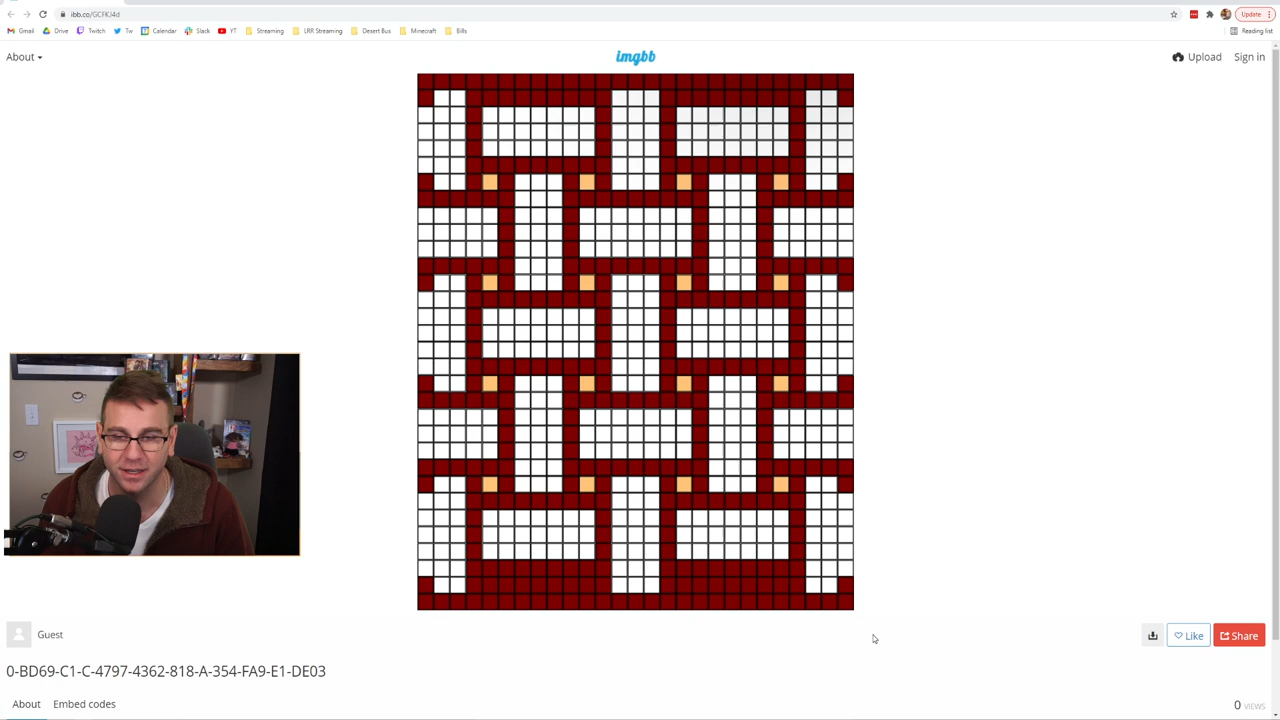 ibb.co/GCFK/4d
Update
Gmail
Drive
Twitch
Tw
Calendar
Slack
YT
Streaming
LRR Streaming
Desert Bus
Minecraft
Bills
Reading list
About
imgbb
Upload
Sign in
Guest
Like
Share
0-BD69-C1-C-4797-4362-818-A-354-FA9-E1-DE03
About
Embed codes
0 VIEWS